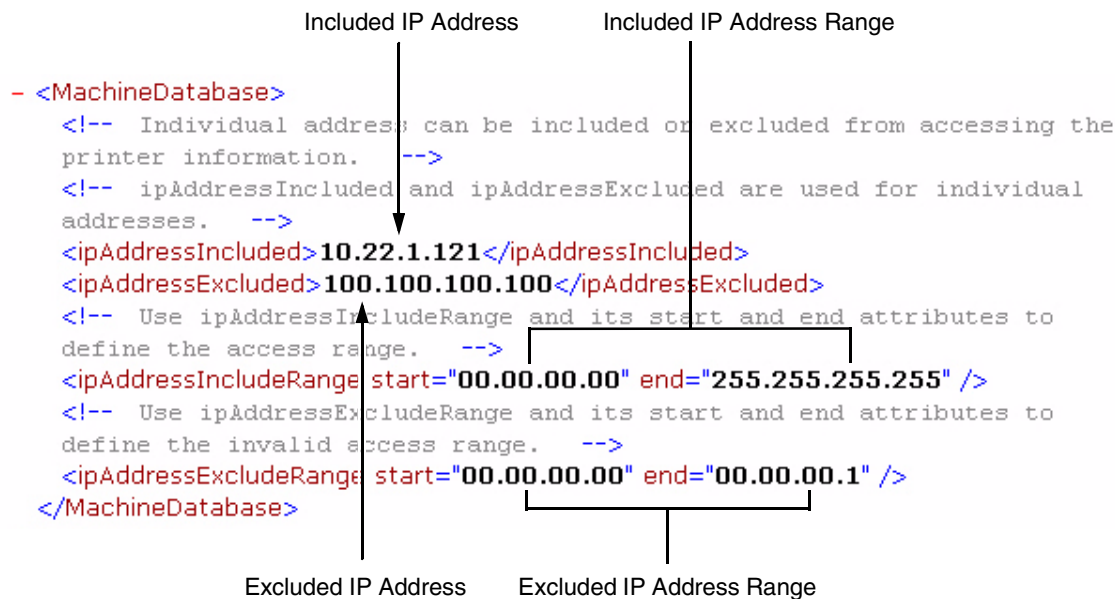 Included IP Address    Included IP Address Range
– <MachineDatabase>
<!-- Individual address can be included or excluded from accessing the
printer information. -->
<!-- ipAddressIncluded and ipAddressExcluded are used for individual
addresses. -->
<ipAddressIncluded>10.22.1.121</ipAddressIncluded>
<ipAddressExcluded>100.100.100.100</ipAddressExcluded>
<!-- Use ipAddressIncludeRange and its start and end attributes to
define the access range. -->
<ipAddressIncludeRange start="00.00.00.00" end="255.255.255.255" />
<!-- Use ipAddressExcludeRange and its start and end attributes to
define the invalid access range. -->
<ipAddressExcludeRange start="00.00.00.00" end="00.00.00.1" />
</MachineDatabase>
Excluded IP Address    Excluded IP Address Range